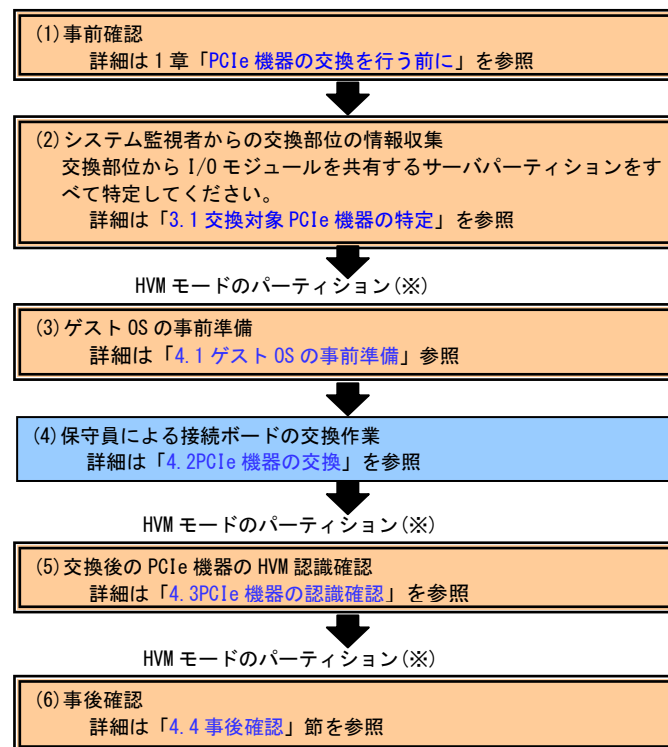 (1)事前確認
詳細は1章「PCIe機器の交換を行う前に」を参照
(2)システム監視者からの交換部位の情報収集
交換部位から I/O モジュールを共有するサーバパーティションをす
べて特定してください。
詳細は「3.1 交換対象 PCIe 機器の特定」を参照
HVM モードのパーティション(※)
(3)ゲスト OS の事前準備
詳細は「4.1 ゲスト OS の事前準備」参照
(4)保守員による接続ボードの交換作業
詳細は「4.2PCIe 機器の交換」を参照
HVM モードのパーティション(※)
(5)交換後の PCIe 機器の HVM 認識確認
詳細は「4.3PCIe 機器の認識確認」を参照
HVM モードのパーティション(※)
(6)事後確認
詳細は「4.4 事後確認」節を参照